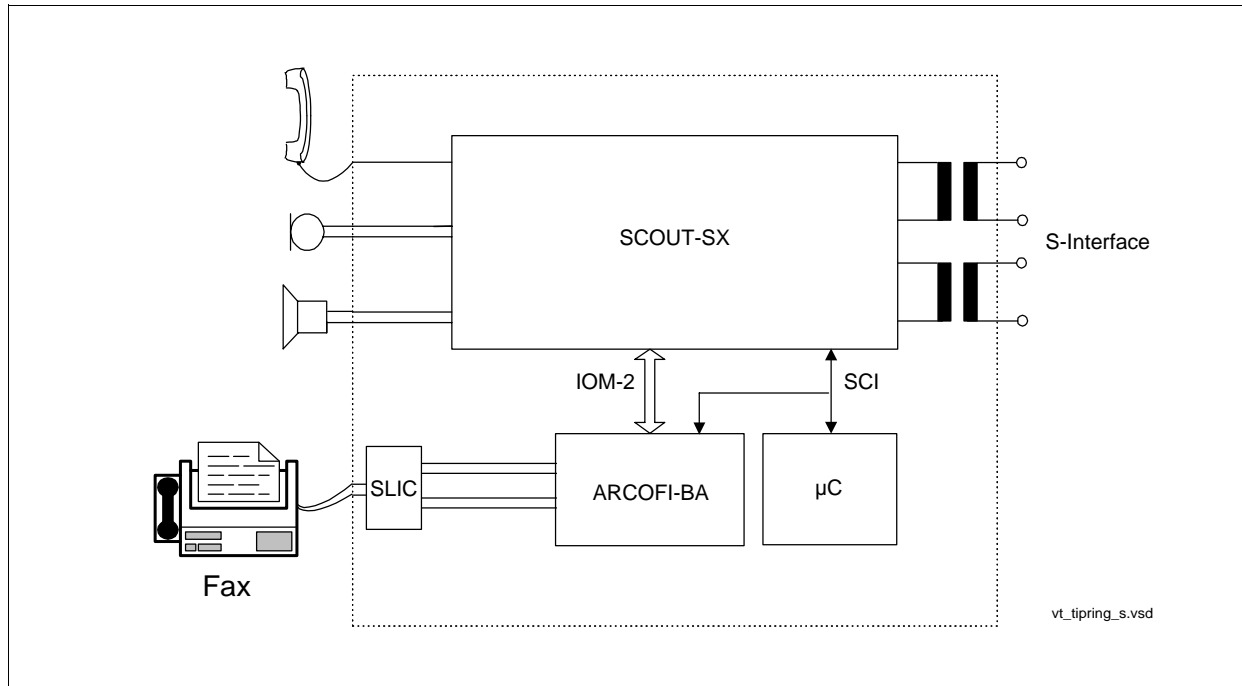 SCOUT-SX
S-Interface
IOM-2
SCI
SLIC
ARCOFI-BA
µC
Fax
vt_tipring_s.vsd